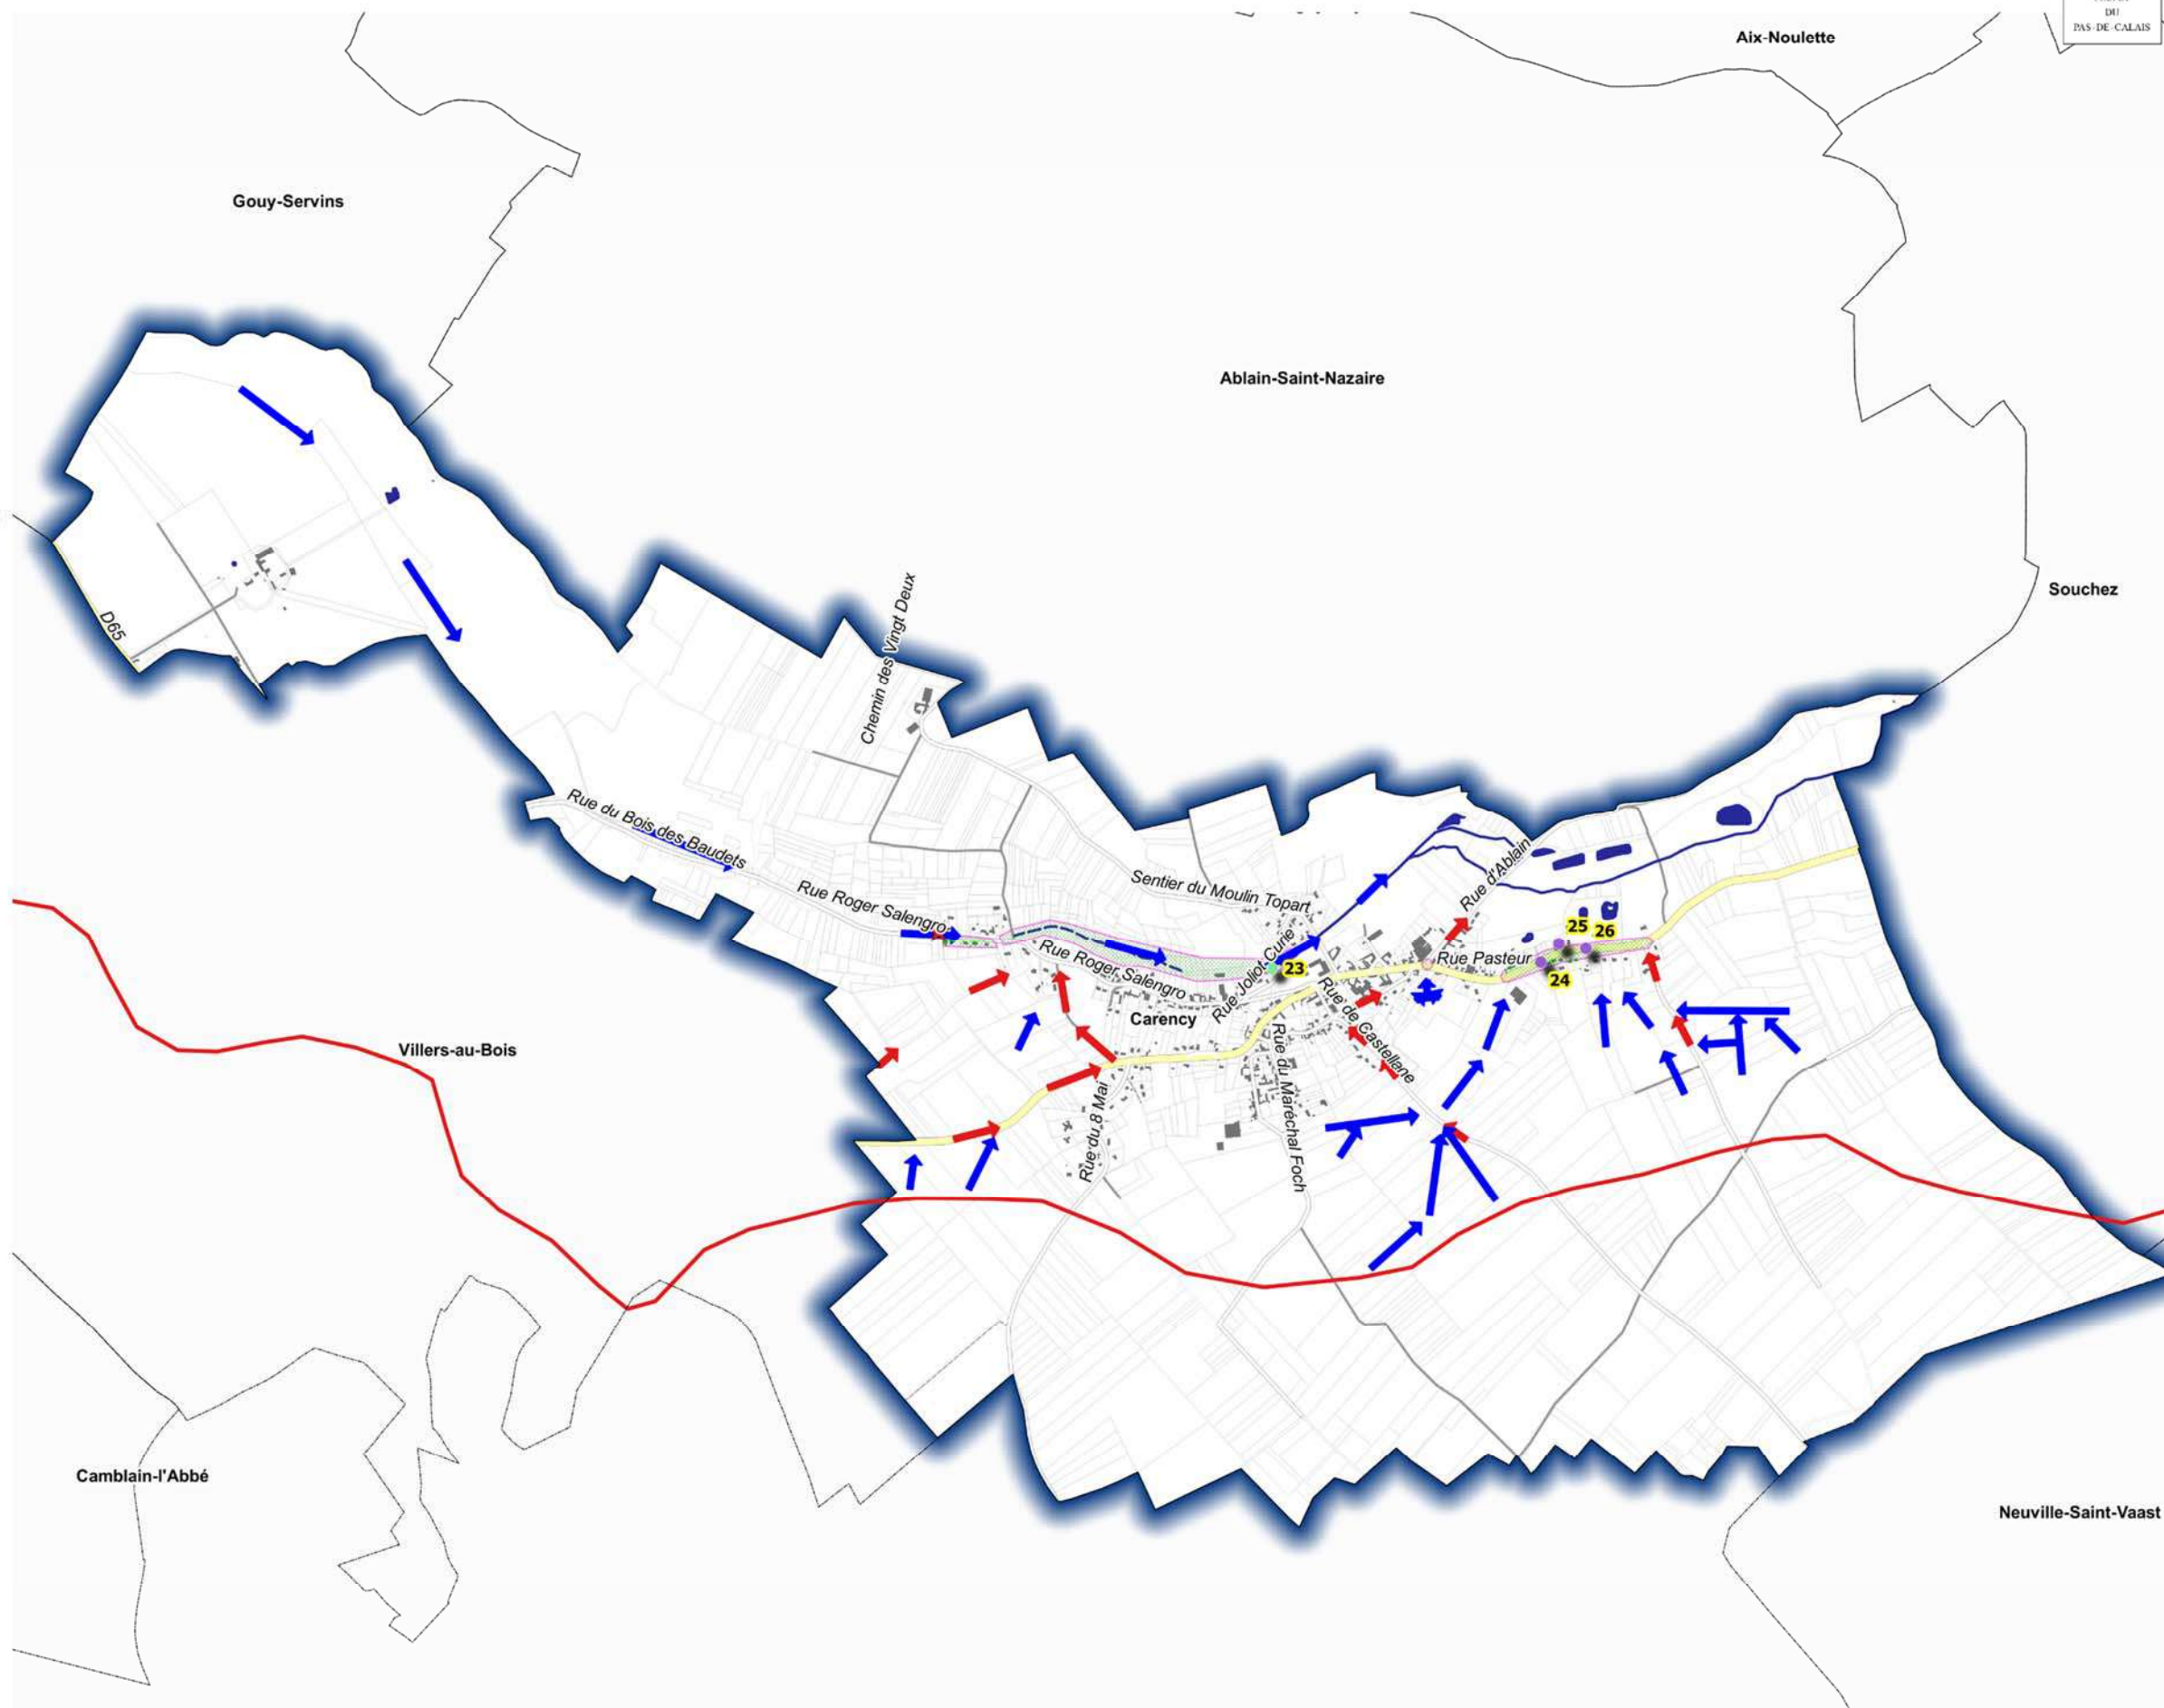 DU
PAS-DE-CALAIS
Aix-Noulette
Gouy-Servins
Ablain-Saint-Nazaire
Souchez
D65
Chemin des Vingt Deux
Rue du Bois des Baudets
Rue Roger Salengro
Sentier du Moulin Topart
Rue d'Ablain
25
26
Rue Roger Salengro
Rue Joliot-Curie
23
Rue Pasteur
24
Carency
Rue de Castellane
Villers-au-Bois
Rue du 8 Mai
Rue du Maréchal Foch
Camblain-l'Abbé
Neuville-Saint-Vaast